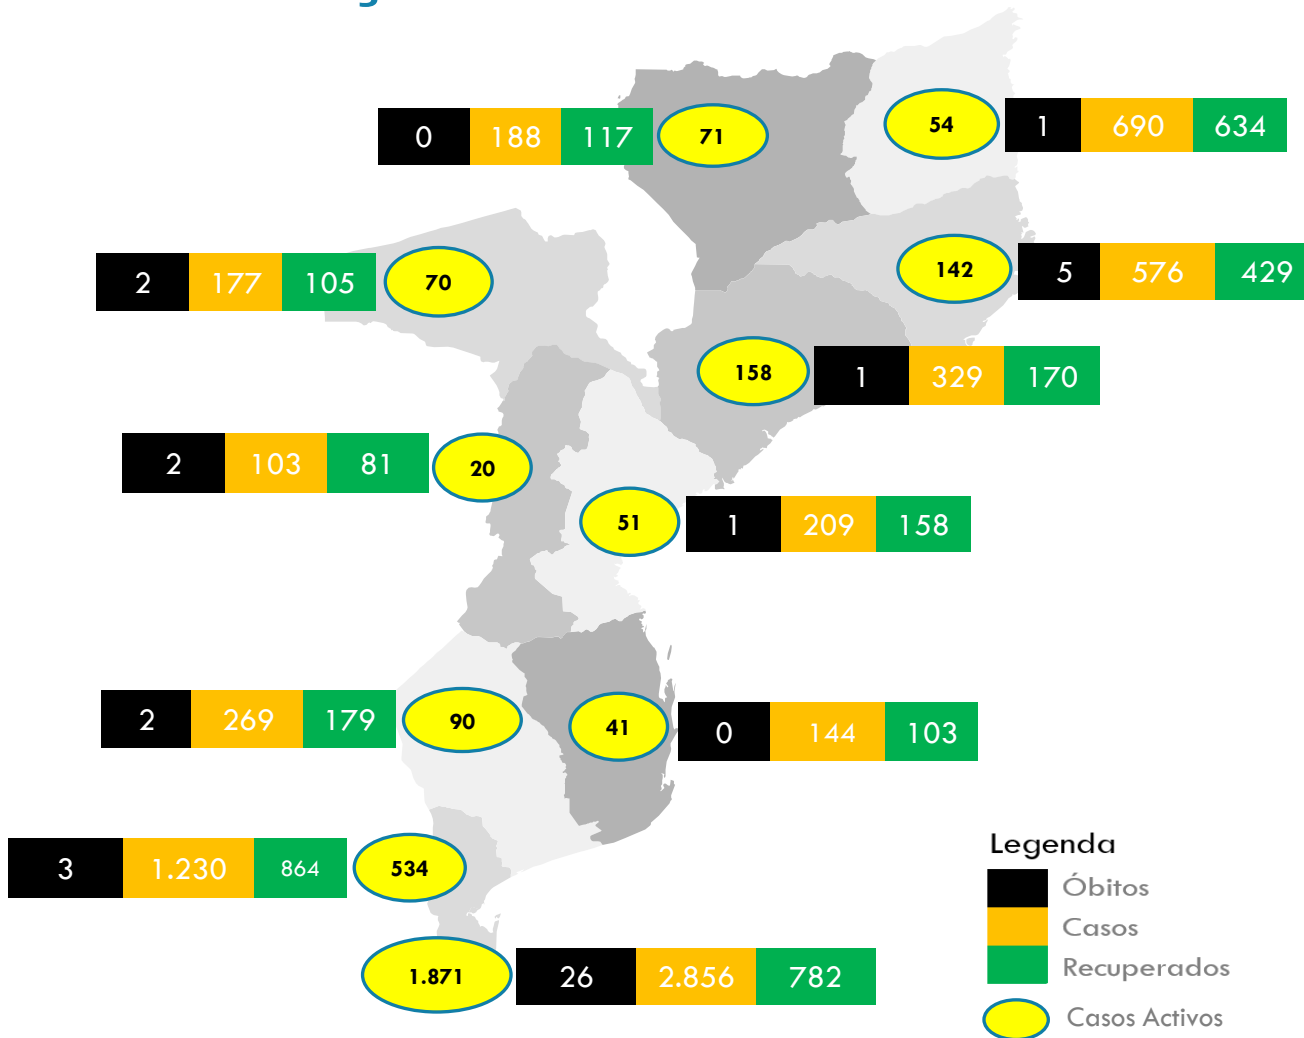 0 188 117 71
54 1 690 634
2 177 105 70
142 5 576 429
158 1 329 170
2 103 81 20
51 1 209 158
2 269 179 90
41 0 144 103
3 1.230 864 534
1.871 26 2.856 782
Legenda
Óbitos
Casos
Recuperados
Casos Activos